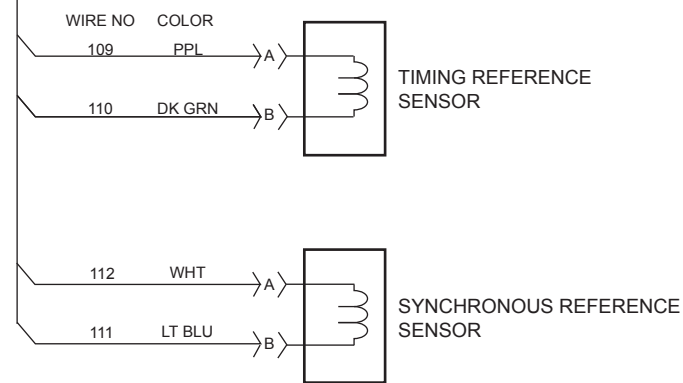 WIRE NO COLOR
109 PPL A
TIMING REFERENCE
SENSOR
110 DK GRN B
112 WHT A
SYNCHRONOUS REFERENCE
SENSOR
111 LT BLU B